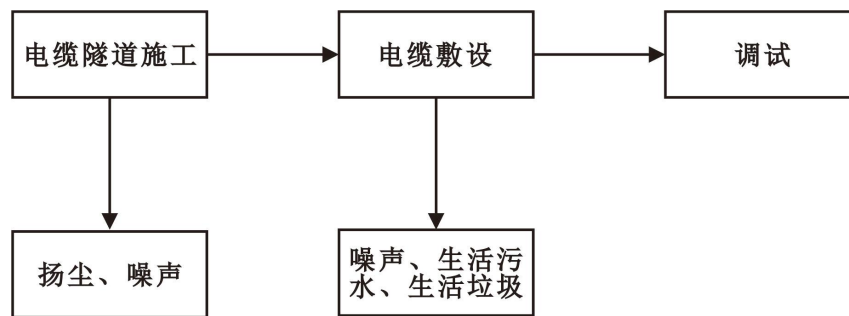 电缆隧道施工
电缆敷设
调试
扬尘、噪声
噪声、生活污
水、生活垃圾